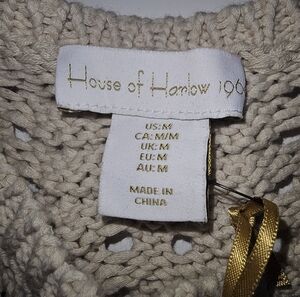 House of Harlow 196
US: M
CA: M/M
UK: M
EU: M
AU: M
MADE IN
CHINA